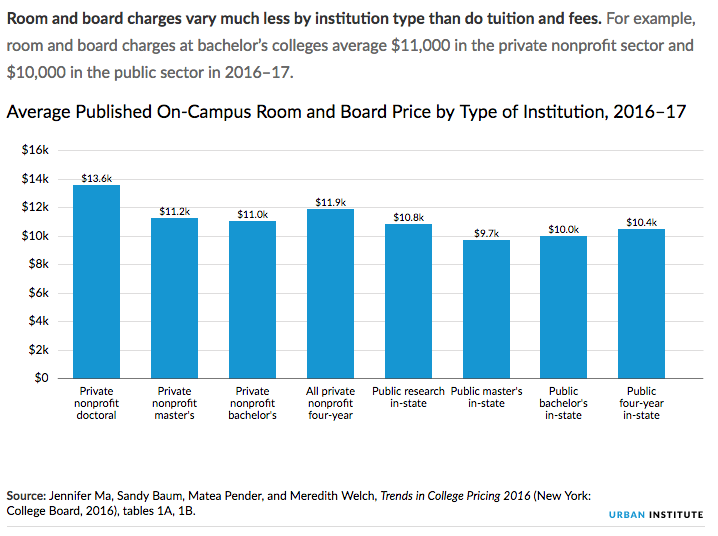 Room and board charges vary much less by institution type than do tuition and fees. For example,
room and board charges at bachelor's colleges average $11,000 in the private nonprofit sector and
$10,000 in the public sector in 2016–17.
Average Published On-Campus Room and Board Price by Type of Institution, 2016–17
$16k
$14k
$12k
$10k
$8k
$6k
$4k
$2k
$0
$13.6k
$11.2k
$11.0k
$11.9k
$10.8k
$9.7k
$10.0k
$10.4k
Private
nonprofit
doctoral
Private
nonprofit
master's
Private
nonprofit
bachelor's
All private
nonprofit
four-year
Public research
in-state
Public master's
in-state
Public
bachelor's
in-state
Public
four-year
in-state
Source: Jennifer Ma, Sandy Baum, Matea Pender, and Meredith Welch, Trends in College Pricing 2016 (New York:
College Board, 2016), tables 1A, 1B.
URBAN INSTITUTE